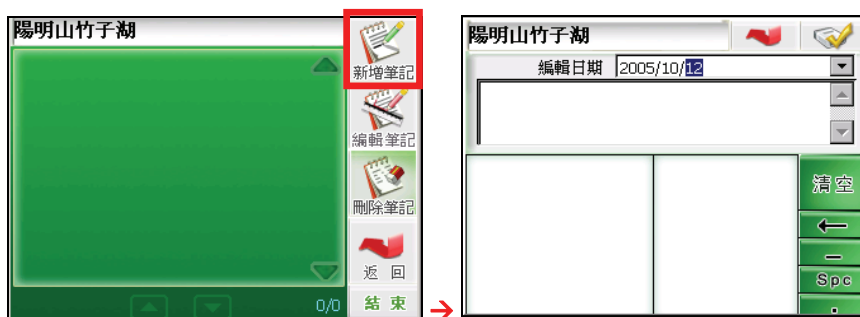 陽明山竹子湖
新增筆記
編輯筆記
刪除筆記
返回
0/0 結束
→
陽明山竹子湖
編輯日期 2005/10/12
清空
←
–
Spc
.